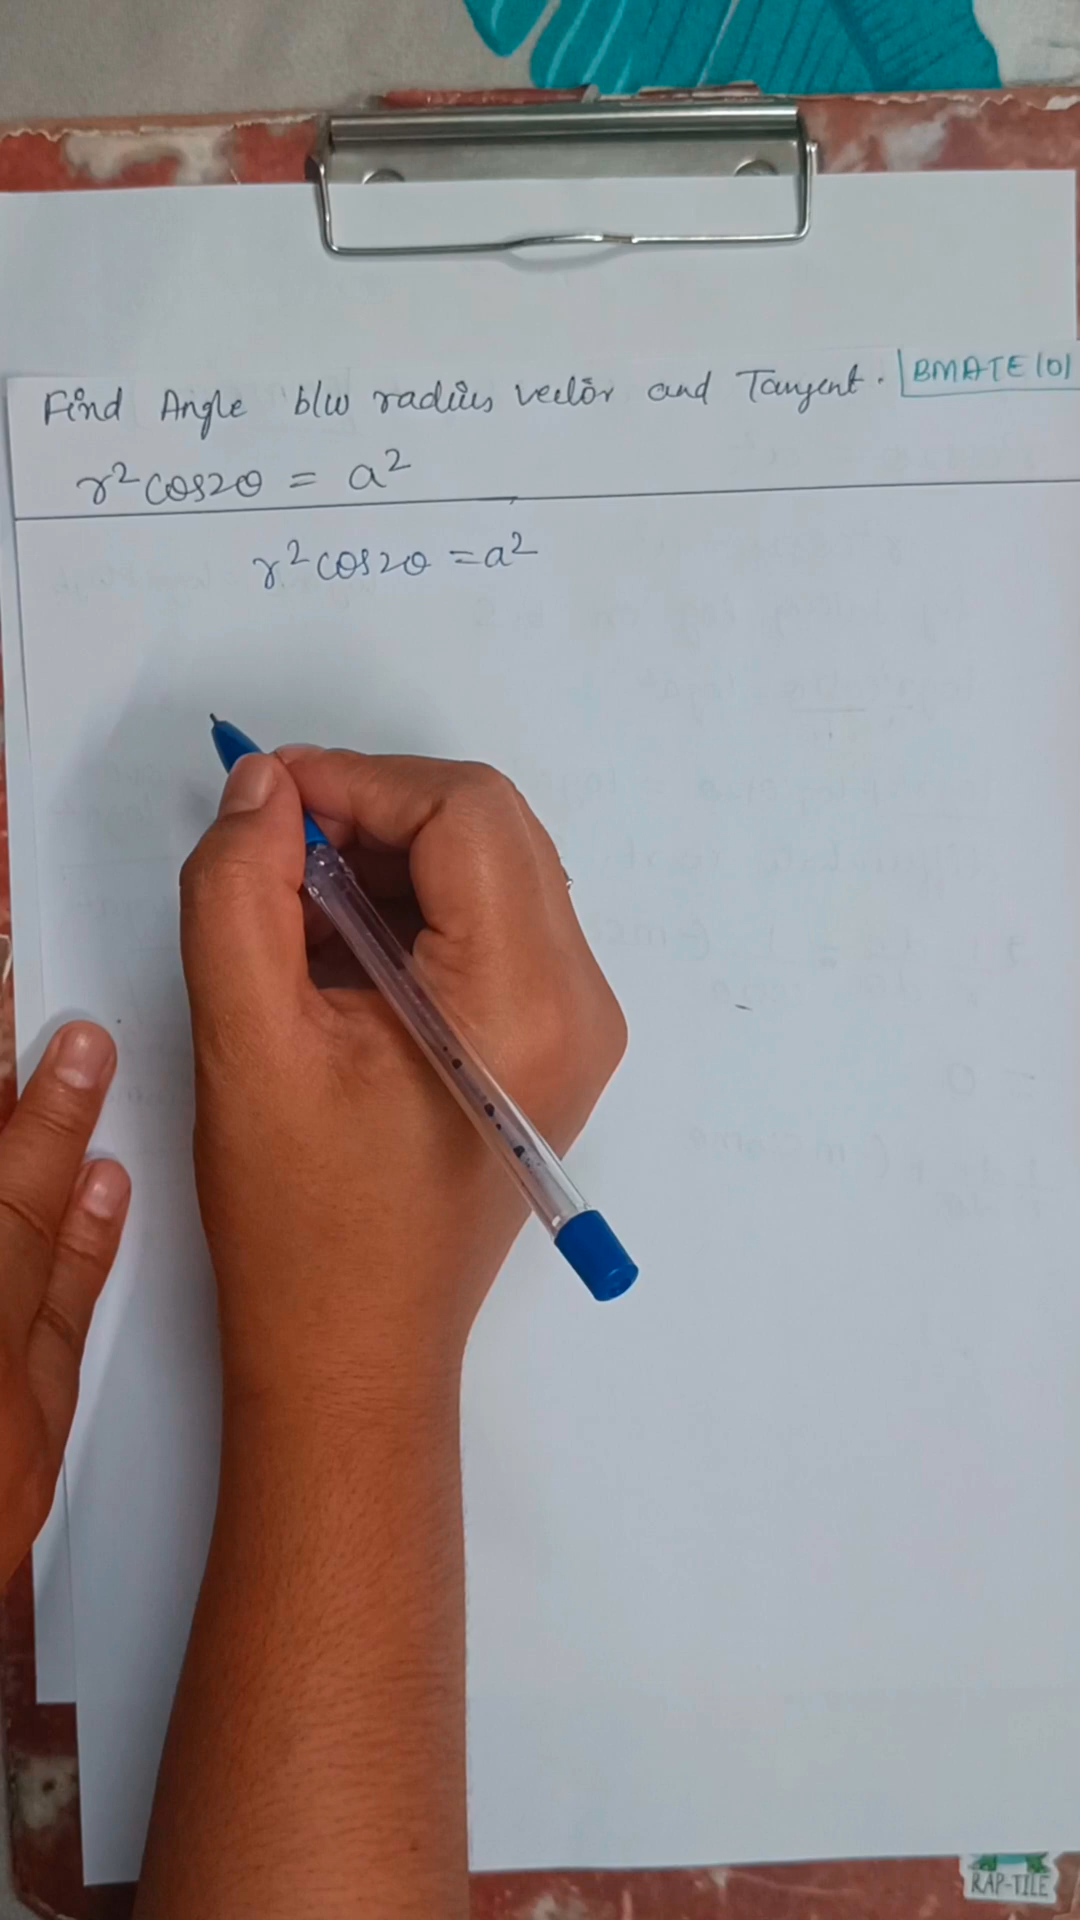 Find Angle b/w radius vector and Tangent. BMATE101
r²cos2θ = a²
r²cos2θ = a²
RAP-TILE